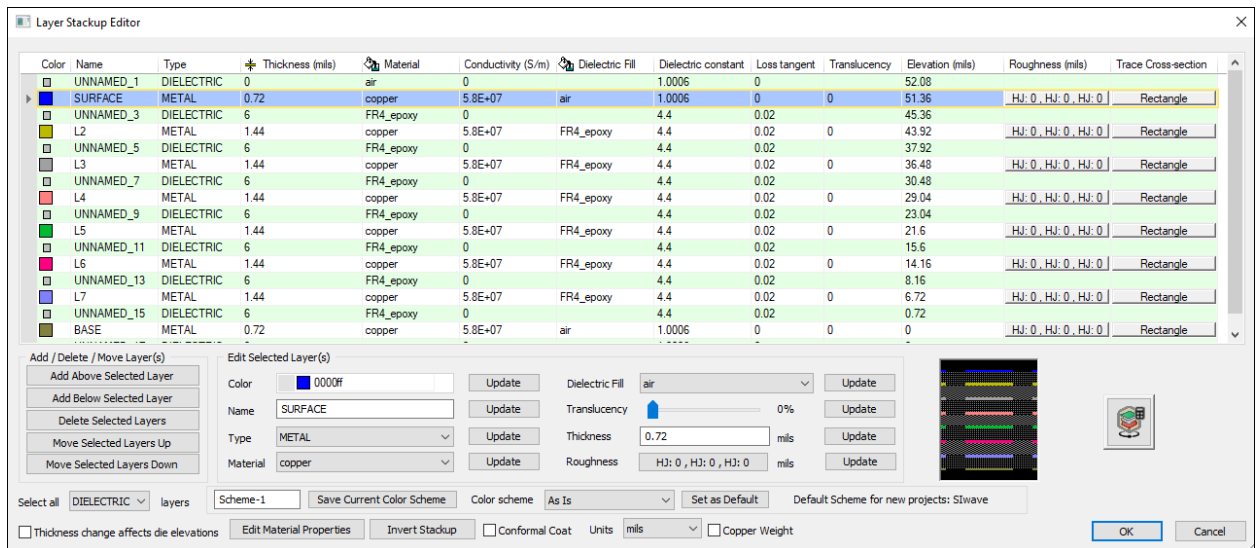 Layer Stackup Editor
Color Name Type Thickness (mils) Material Conductivity (S/m) Dielectric Fill Dielectric constant Loss tangent Translucency Elevation (mils) Roughness (mils) Trace Cross-section
UNNAMED_1 DIELECTRIC 0 air 1.0006 0 52.08
SURFACE METAL 0.72 copper 5.8E+07 air 1.0006 0 0 51.36 HJ: 0 , HJ: 0 , HJ: 0 Rectangle
UNNAMED_3 DIELECTRIC 6 FR4_epoxy 0 4.4 0.02 45.36
L2 METAL 1.44 copper 5.8E+07 FR4_epoxy 4.4 0.02 0 43.92 HJ: 0 , HJ: 0 , HJ: 0 Rectangle
UNNAMED_5 DIELECTRIC 6 FR4_epoxy 0 4.4 0.02 37.92
L3 METAL 1.44 copper 5.8E+07 FR4_epoxy 4.4 0.02 0 36.48 HJ: 0 , HJ: 0 , HJ: 0 Rectangle
UNNAMED_7 DIELECTRIC 6 FR4_epoxy 0 4.4 0.02 30.48
L4 METAL 1.44 copper 5.8E+07 FR4_epoxy 4.4 0.02 0 29.04 HJ: 0 , HJ: 0 , HJ: 0 Rectangle
UNNAMED_9 DIELECTRIC 6 FR4_epoxy 0 4.4 0.02 23.04
L5 METAL 1.44 copper 5.8E+07 FR4_epoxy 4.4 0.02 0 21.6 HJ: 0 , HJ: 0 , HJ: 0 Rectangle
UNNAMED_11 DIELECTRIC 6 FR4_epoxy 0 4.4 0.02 15.6
L6 METAL 1.44 copper 5.8E+07 FR4_epoxy 4.4 0.02 0 14.16 HJ: 0 , HJ: 0 , HJ: 0 Rectangle
UNNAMED_13 DIELECTRIC 6 FR4_epoxy 0 4.4 0.02 8.16
L7 METAL 1.44 copper 5.8E+07 FR4_epoxy 4.4 0.02 0 6.72 HJ: 0 , HJ: 0 , HJ: 0 Rectangle
UNNAMED_15 DIELECTRIC 6 FR4_epoxy 0 4.4 0.02 0.72
BASE METAL 0.72 copper 5.8E+07 air 1.0006 0 0 0 HJ: 0 , HJ: 0 , HJ: 0 Rectangle
Add / Delete / Move Layer(s) Edit Selected Layer(s)
Add Above Selected Layer Color 0000ff Update Dielectric Fill air Update
Add Below Selected Layer Name SURFACE Update Translucency 0% Update
Delete Selected Layers
Move Selected Layers Up Type METAL Update Thickness 0.72 mils Update
Move Selected Layers Down Material copper Update Roughness HJ: 0 , HJ: 0 , HJ: 0 mils Update
Select all DIELECTRIC layers Scheme-1 Save Current Color Scheme Color scheme As Is Set as Default Default Scheme for new projects: SIwave
Thickness change affects die elevations Edit Material Properties Invert Stackup Conformal Coat Units mils Copper Weight OK Cancel